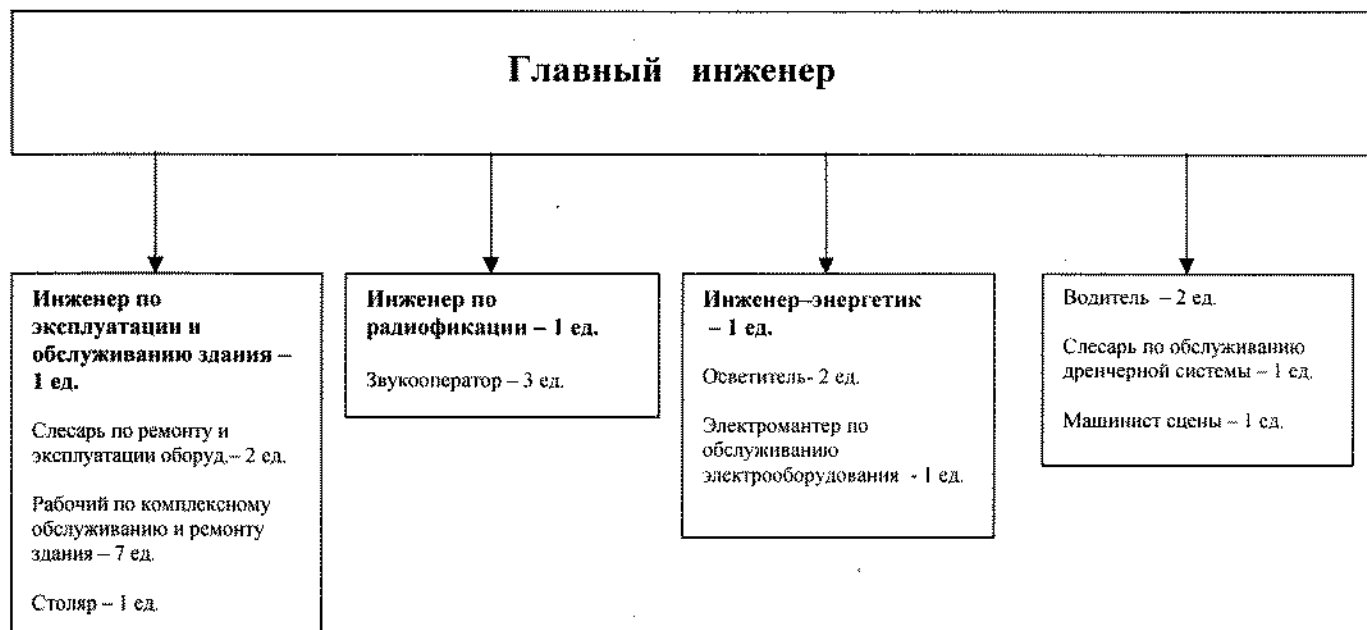 Главный инженер
Инженер по
эксплуатации и
обслуживанию здания –
1 ед.
Слесарь по ремонту и
эксплуатации оборуд.– 2 ед.
Рабочий по комплексному
обслуживанию и ремонту
здания – 7 ед.
Столяр – 1 ед.
Инженер по
радиофикации – 1 ед.
Звукооператор – 3 ед.
Инженер–энергетик
– 1 ед.
Осветитель- 2 ед.
Электромантер по
обслуживанию
электрооборудования - 1 ед.
Водитель – 2 ед.
Слесарь по обслуживанию
дренчерной системы – 1 ед.
Машинист сцены – 1 ед.